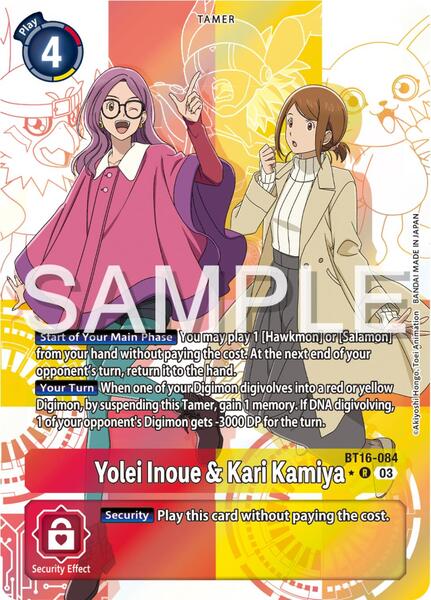 Play
4
TAMER
SAMPLE
Start of Your Main Phase You may play 1 [Hawkmon] or [Salamon]
from your hand without paying the cost. At the next end of your
opponent's turn, return it to the hand.
Your Turn When one of your Digimon digivolves into a red or yellow
Digimon, by suspending this Tamer, gain 1 memory. If DNA digivolving,
1 of your opponent's Digimon gets -3000 DP for the turn.
©Akiyoshi Hongo, Toei Animation BANDAI MADE IN JAPAN
BT16-084
Yolei Inoue & Kari Kamiya
R 03
Security Play this card without paying the cost.
Security Effect